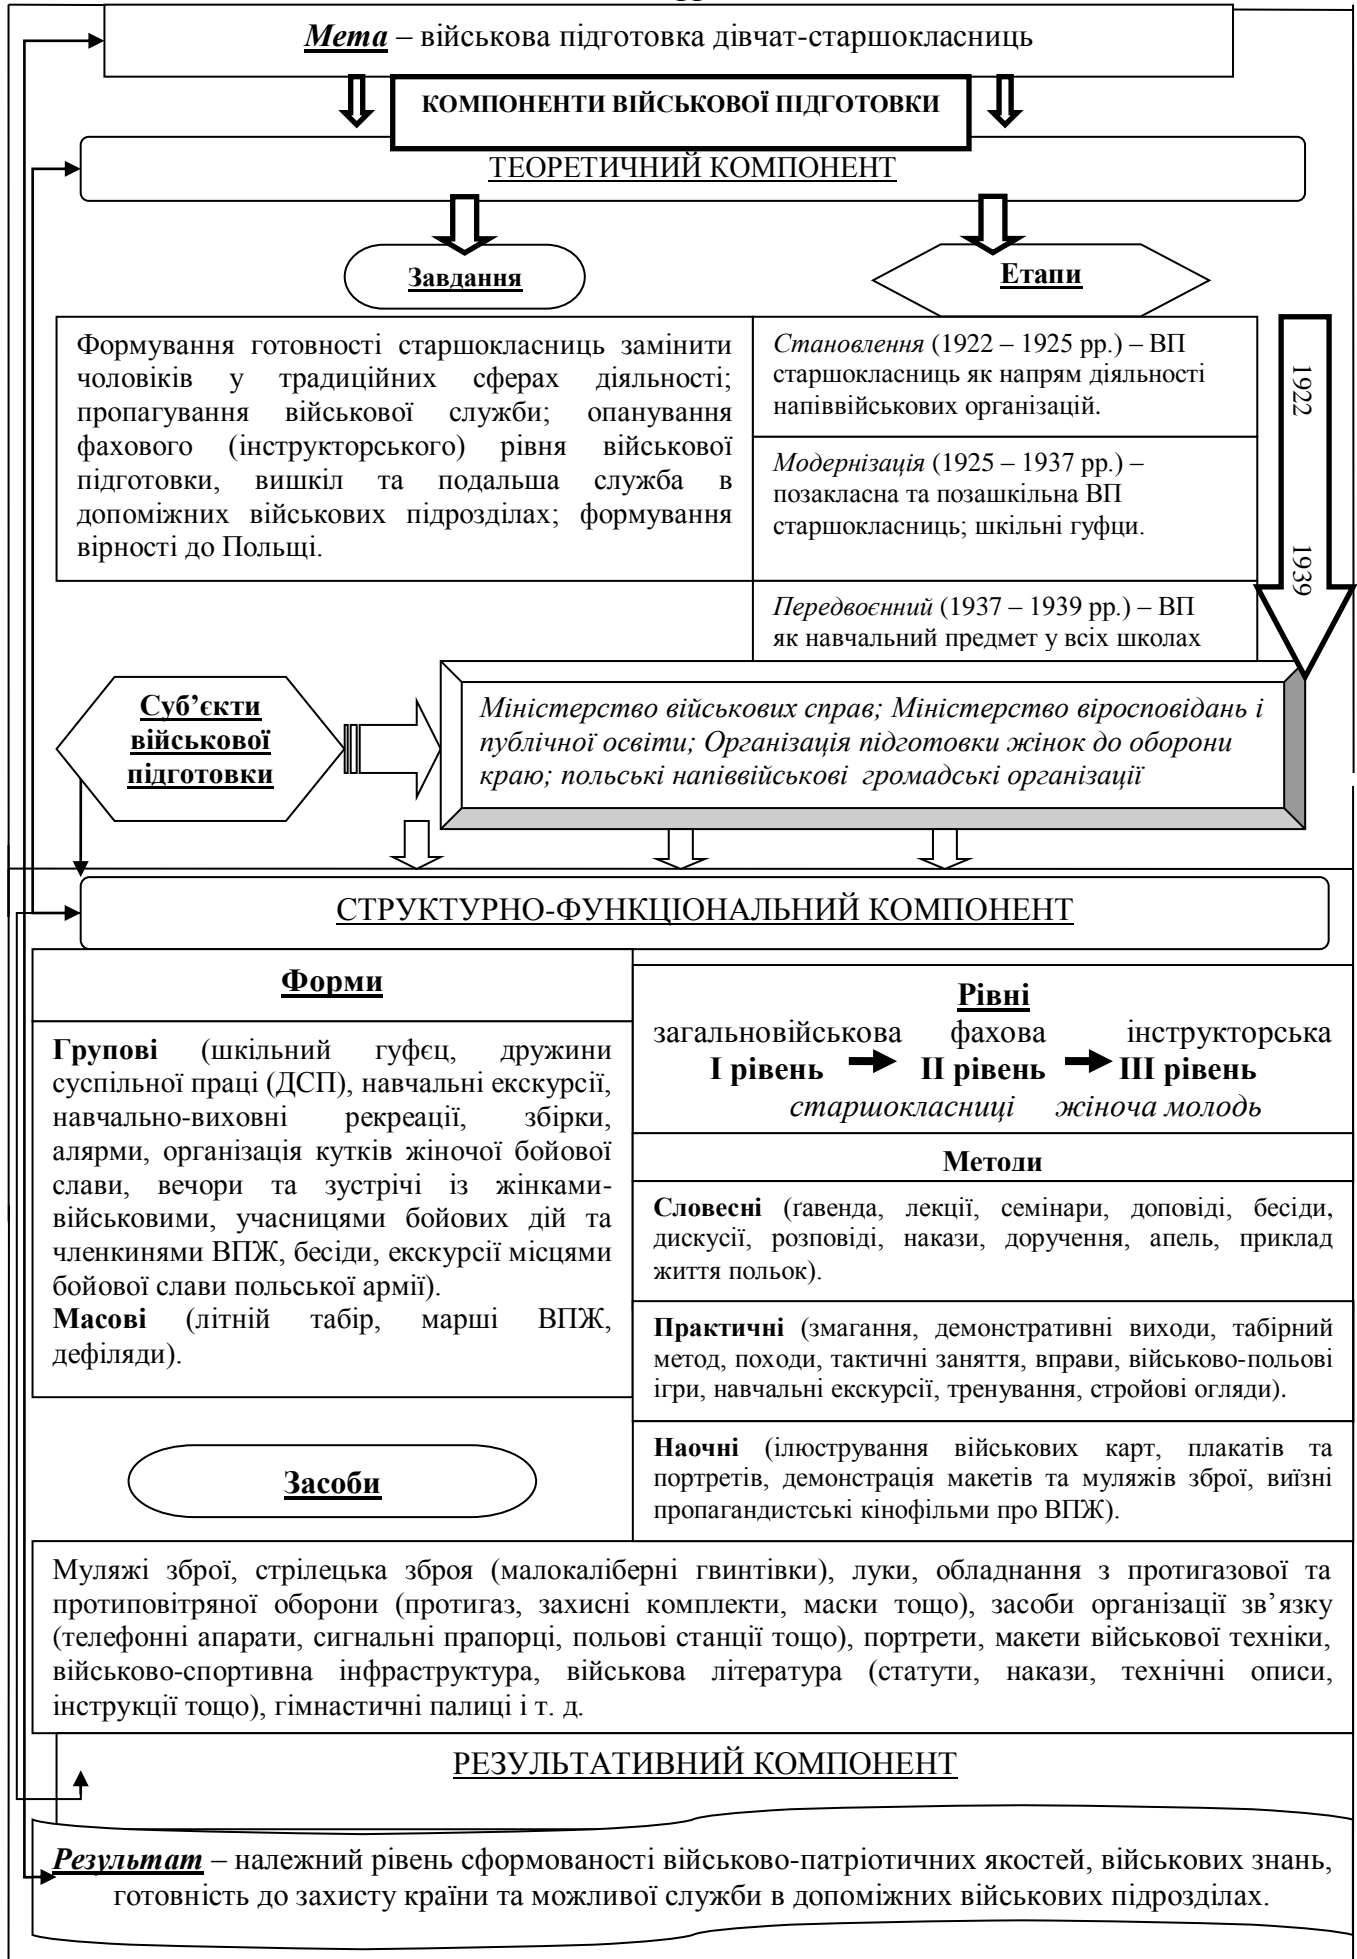 Мета – військова підготовка дівчат-старшокласниць
КОМПОНЕНТИ ВІЙСЬКОВОЇ ПІДГОТОВКИ
ТЕОРЕТИЧНИЙ КОМПОНЕНТ
Завдання
Етапи
Формування готовності старшокласниць замінити
чоловіків у традиційних сферах діяльності;
пропагування військової служби; опанування
фахового (інструкторського) рівня військової
підготовки, вишкіл та подальша служба в
допоміжних військових підрозділах; формування
вірності до Польщі.
Становлення (1922 – 1925 рр.) – ВП
старшокласниць як напрям діяльності
напіввійськових організацій.
Модернізація (1925 – 1937 рр.) –
позакласна та позашкільна ВП
старшокласниць; шкільні гуфци.
Передвоєнний (1937 – 1939 рр.) – ВП
як навчальний предмет у всіх школах
1922 1939
Суб’єкти
військової
підготовки
Міністерство військових справ; Міністерство віросповідань і
публічної освіти; Організація підготовки жінок до оборони
краю; польські напіввійськові громадські організації
СТРУКТУРНО-ФУНКЦІОНАЛЬНИЙ КОМПОНЕНТ
Форми
Групові (шкільний гуфєц, дружини
суспільної праці (ДСП), навчальні екскурсії,
навчально-виховні рекреації, збірки,
алярми, організація кутків жіночої бойової
слави, вечори та зустрічі із жінками-
військовими, учасницями бойових дій та
членкинями ВПЖ, бесіди, екскурсії місцями
бойової слави польської армії).
Масові (літній табір, марші ВПЖ,
дефіляди).
Рівні
загальновійськова фахова інструкторська
І рівень ІІ рівень ІІІ рівень
старшокласниці жіноча молодь
Методи
Словесні (ґавенда, лекції, семінари, доповіді, бесіди,
дискусії, розповіді, накази, доручення, апель, приклад
життя польок).
Практичні (змагання, демонстративні виходи, табірний
метод, походи, тактичні заняття, вправи, військово-польові
ігри, навчальні екскурсії, тренування, стройові огляди).
Наочні (ілюстрування військових карт, плакатів та
портретів, демонстрація макетів та муляжів зброї, виїзні
пропагандистські кінофільми про ВПЖ).
Засоби
Муляжі зброї, стрілецька зброя (малокаліберні гвинтівки), луки, обладнання з протигазової та
протиповітряної оборони (протигаз, захисні комплекти, маски тощо), засоби організації зв’язку
(телефонні апарати, сигнальні прапорці, польові станції тощо), портрети, макети військової техніки,
військово-спортивна інфраструктура, військова література (статути, накази, технічні описи,
інструкції тощо), гімнастичні палиці і т. д.
РЕЗУЛЬТАТИВНИЙ КОМПОНЕНТ
Результат – належний рівень сформованості військово-патріотичних якостей, військових знань,
готовність до захисту країни та можливої служби в допоміжних військових підрозділах.